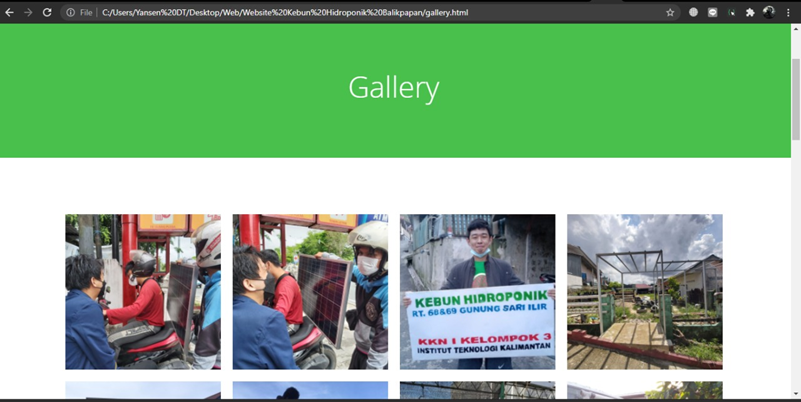 File
C:/Users/Yansen%20DT/Desktop/Web/Website%20Kebun%20Hidroponik%20Balikpapan/gallery.html
Gallery
KEBUN HIDROPONIK
RT. 68&69 GUNUNG SARI ILIR
KKN I KELOMPOK 3
INSTITUT TEKNOLOGI KALIMANTAN